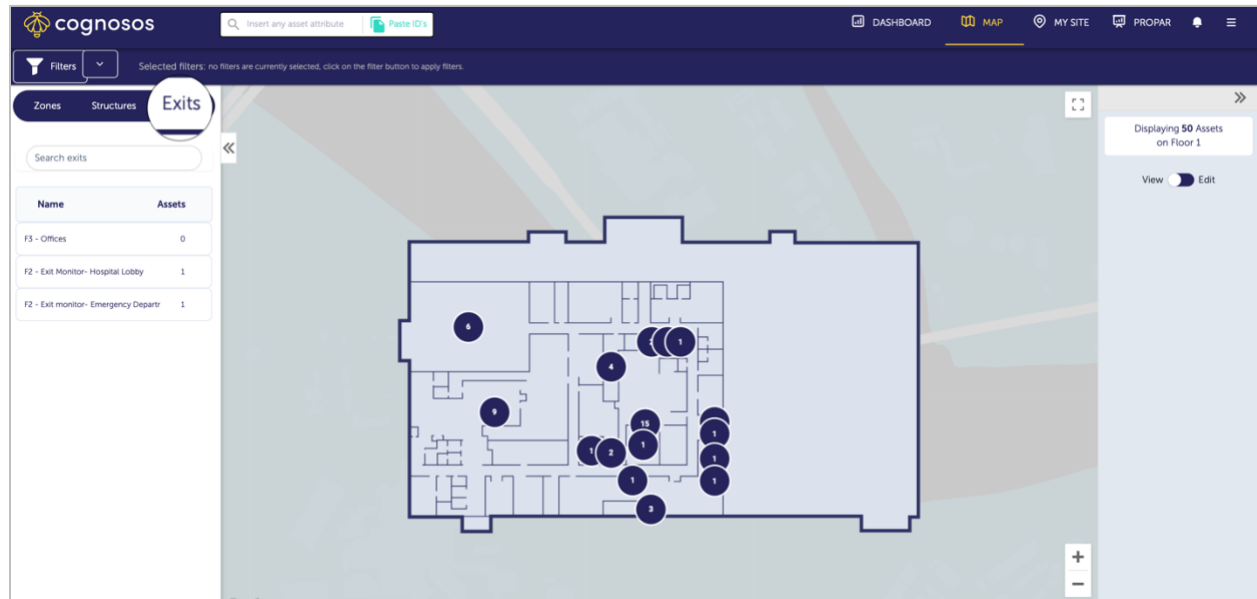 cognosos
Insert any asset attribute
Paste ID's
DASHBOARD
MAP
MY SITE
PROPAR
Filters
Selected filters: no filters are currently selected, click on the filter button to apply filters.
Zones
Structures
Exits
Search exits
Name Assets
F3 - Offices 0
F2 - Exit Monitor- Hospital Lobby 1
F2 - Exit monitor- Emergency Departr 1
Displaying 50 Assets
on Floor 1
View Edit
6
1
4
9
15
1
1
1
2
1
1
1
3